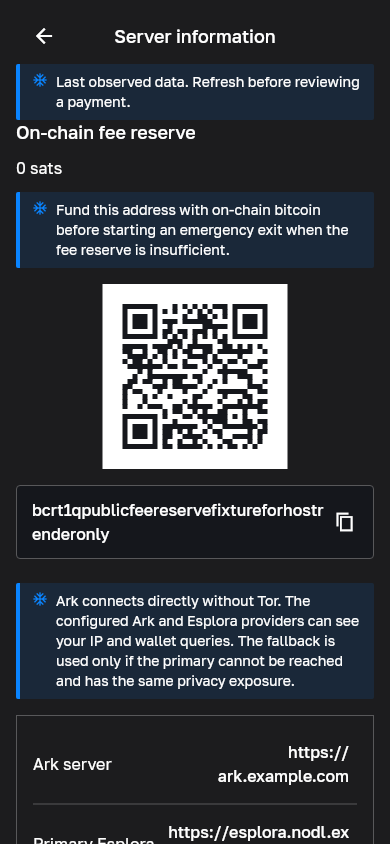 Server information
Last observed data. Refresh before reviewing
a payment.
On-chain fee reserve
0 sats
Fund this address with on-chain bitcoin
before starting an emergency exit when the
fee reserve is insufficient.
bcrt1qpublicfeereservefixtureforhostr
enderonly
Ark connects directly without Tor. The
configured Ark and Esplora providers can see
your IP and wallet queries. The fallback is
used only if the primary cannot be reached
and has the same privacy exposure.
https://
Ark server
ark.example.com
Primary Esplora https://esplora.nodl.ex